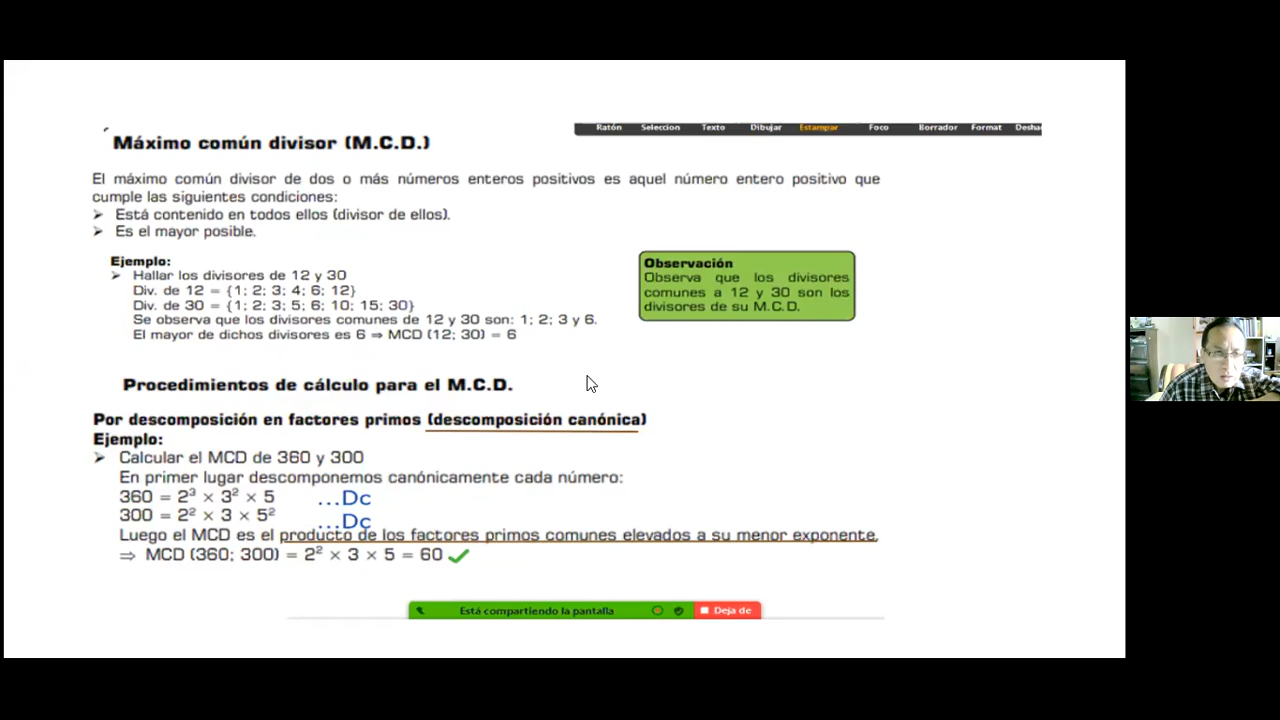 Ratón Seleccion Texto Dibujar Estampar Foco Borrador Format Desha
Máximo común divisor (M.C.D.)
El máximo común divisor de dos o más números enteros positivos es aquel número entero positivo que
cumple las siguientes condiciones:
➢ Está contenido en todos ellos (divisor de ellos).
➢ Es el mayor posible.
Ejemplo:
➢ Hallar los divisores de 12 y 30
Div. de 12 = {1; 2; 3; 4; 6; 12}
Div. de 30 = {1; 2; 3; 5; 6; 10; 15; 30}
Se observa que los divisores comunes de 12 y 30 son: 1; 2; 3 y 6.
El mayor de dichos divisores es 6 ⇒ MCD (12; 30) = 6
Observación
Observa que los divisores
comunes a 12 y 30 son los
divisores de su M.C.D.
Procedimientos de cálculo para el M.C.D.
Por descomposición en factores primos (descomposición canónica)
Ejemplo:
➢ Calcular el MCD de 360 y 300
En primer lugar descomponemos canónicamente cada número:
360 = 2³ × 3² × 5 ...Dc
300 = 2² × 3 × 5² ...Dc
Luego el MCD es el producto de los factores primos comunes elevados a su menor exponente.
⇒ MCD (360; 300) = 2² × 3 × 5 = 60 ✓
Está compartiendo la pantalla Deja de